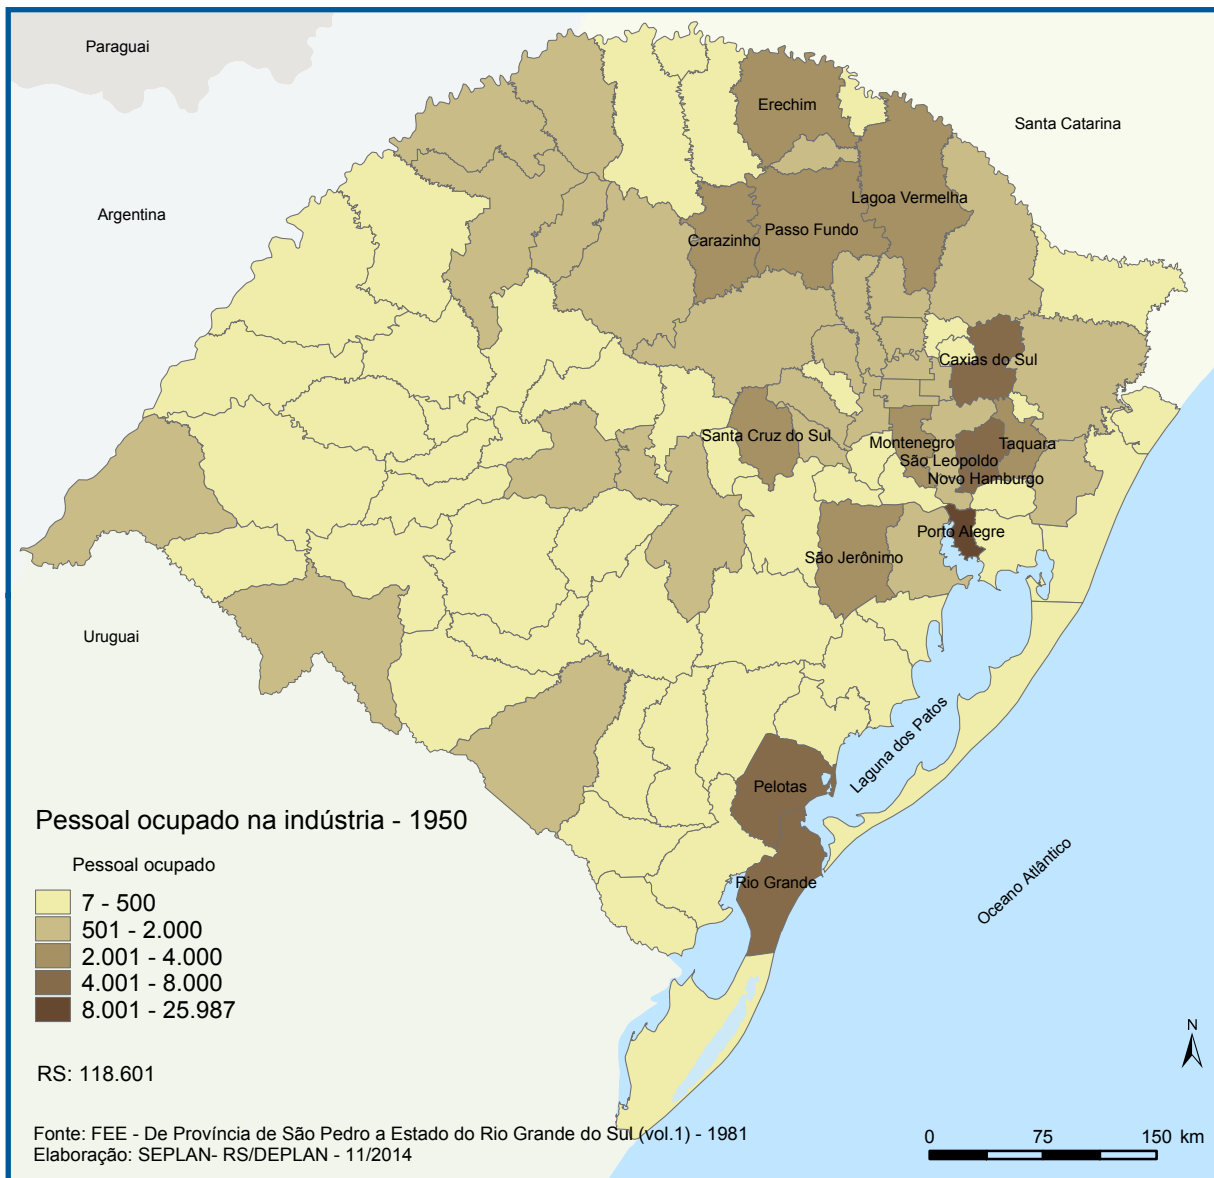 Paraguai
Erechim
Santa Catarina
Argentina
Lagoa Vermelha
Carazinho
Passo Fundo
Caxias do Sul
Santa Cruz do Sul
Montenegro
Taquara
São Leopoldo
Novo Hamburgo
Porto Alegre
São Jerônimo
Uruguai
Laguna dos Patos
Pelotas
Rio Grande
Oceano Atlântico
Pessoal ocupado na indústria - 1950
Pessoal ocupado
7 - 500
501 - 2.000
2.001 - 4.000
4.001 - 8.000
8.001 - 25.987
N
RS: 118.601
Fonte: FEE - De Província de São Pedro a Estado do Rio Grande do Sul (vol.1) - 1981
Elaboração: SEPLAN- RS/DEPLAN - 11/2014
0 75 150 km